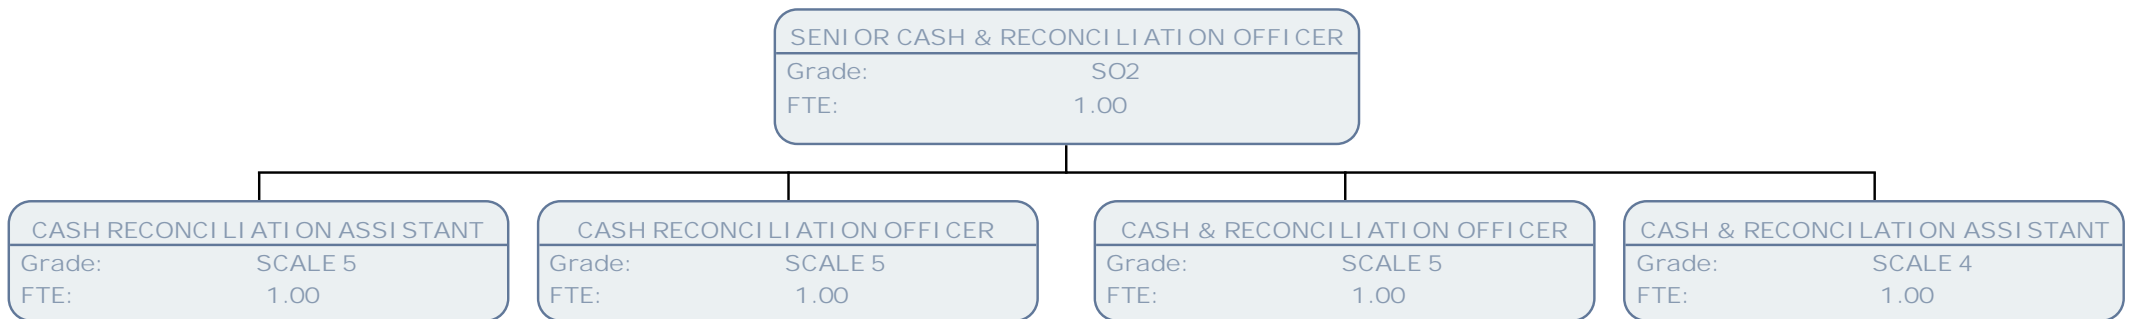 SENIOR CASH & RECONCILIATION OFFICER
Grade: SO2
FTE: 1.00
CASH RECONCILIATION ASSISTANT
Grade: SCALE 5
FTE: 1.00
CASH RECONCILIATION OFFICER
Grade: SCALE 5
FTE: 1.00
CASH & RECONCILIATION OFFICER
Grade: SCALE 5
FTE: 1.00
CASH & RECONCILATION ASSISTANT
Grade: SCALE 4
FTE: 1.00